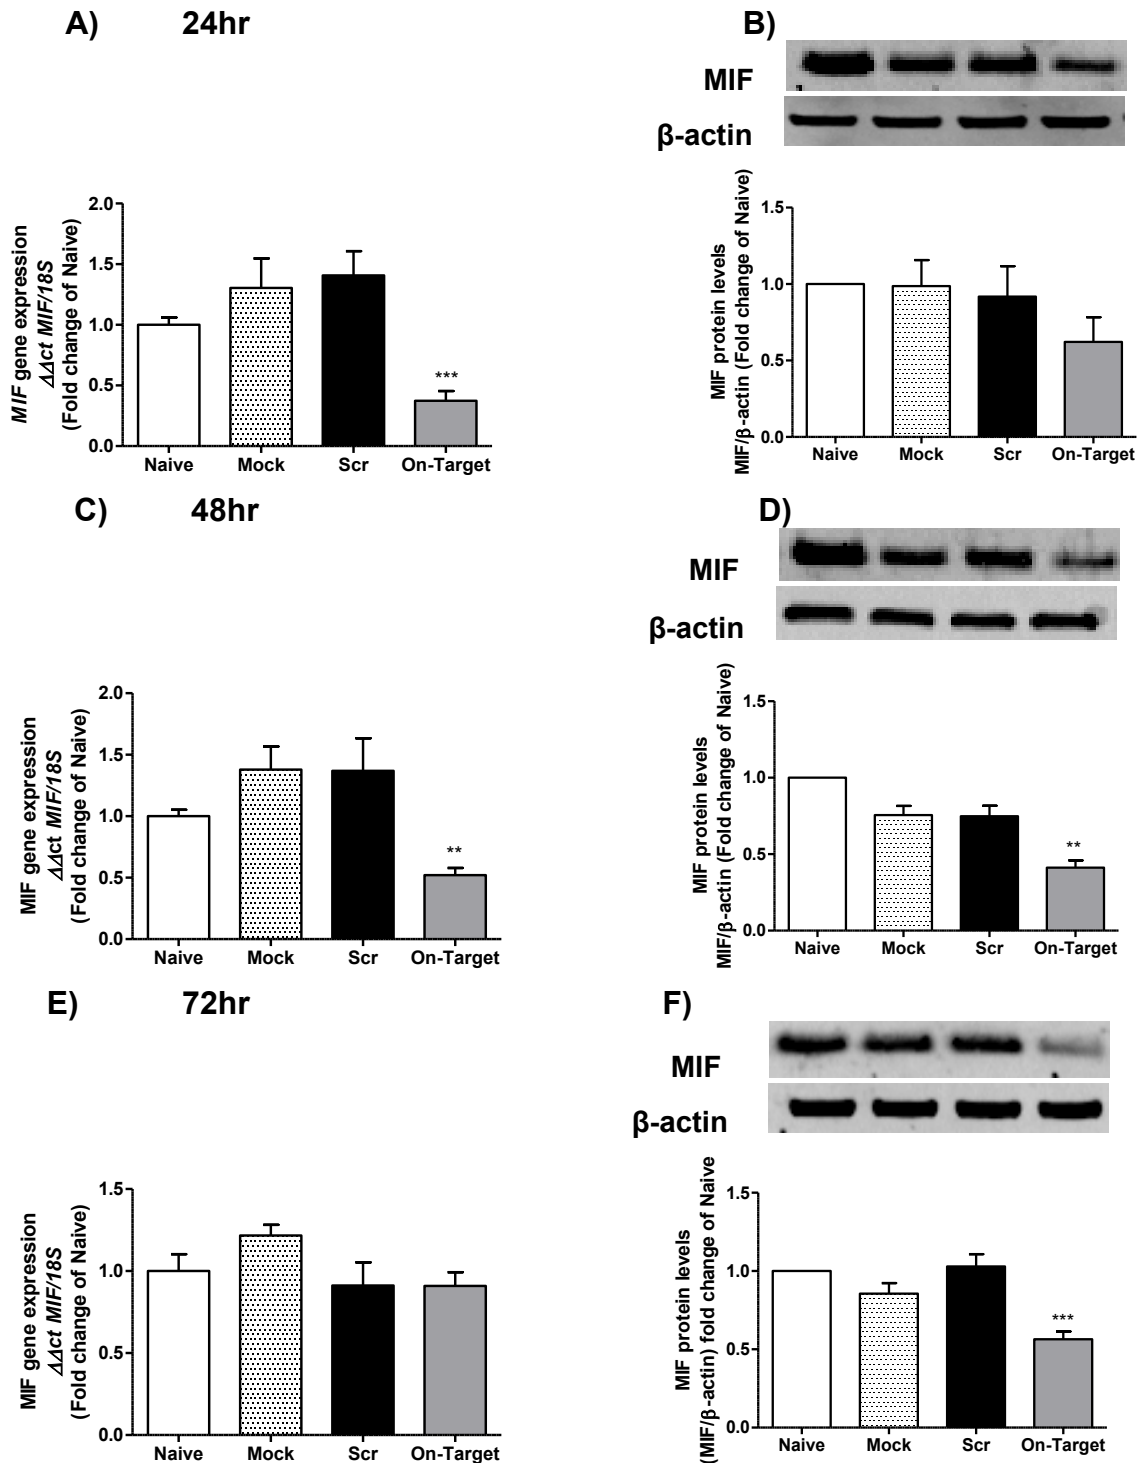 A) 24hr
MIF gene expression
ΔΔct MIF/18S
(Fold change of Naive)
2.0
1.5
1.0
0.5
0.0
***
Naive Mock Scr On-Target
B)
MIF
β-actin
MIF protein levels
MIF/β-actin (Fold change of Naive)
1.5
1.0
0.5
0.0
Naive Mock Scr On-Target
C) 48hr
MIF gene expression
ΔΔct MIF/18S
(Fold change of Naive)
2.0
1.5
1.0
0.5
0.0
**
Naive Mock Scr On-Target
D)
MIF
β-actin
MIF protein levels
MIF/β-actin (Fold change of Naive)
1.5
1.0
0.5
0.0
**
Naive Mock Scr On-Target
E) 72hr
MIF gene expression
ΔΔct MIF/18S
(Fold change of Naive)
1.5
1.0
0.5
0.0
Naive Mock Scr On-Target
F)
MIF
β-actin
MIF protein levels
(MIF/β-actin) fold change of Naive
1.5
1.0
0.5
0.0
***
Naive Mock Scr On-Target